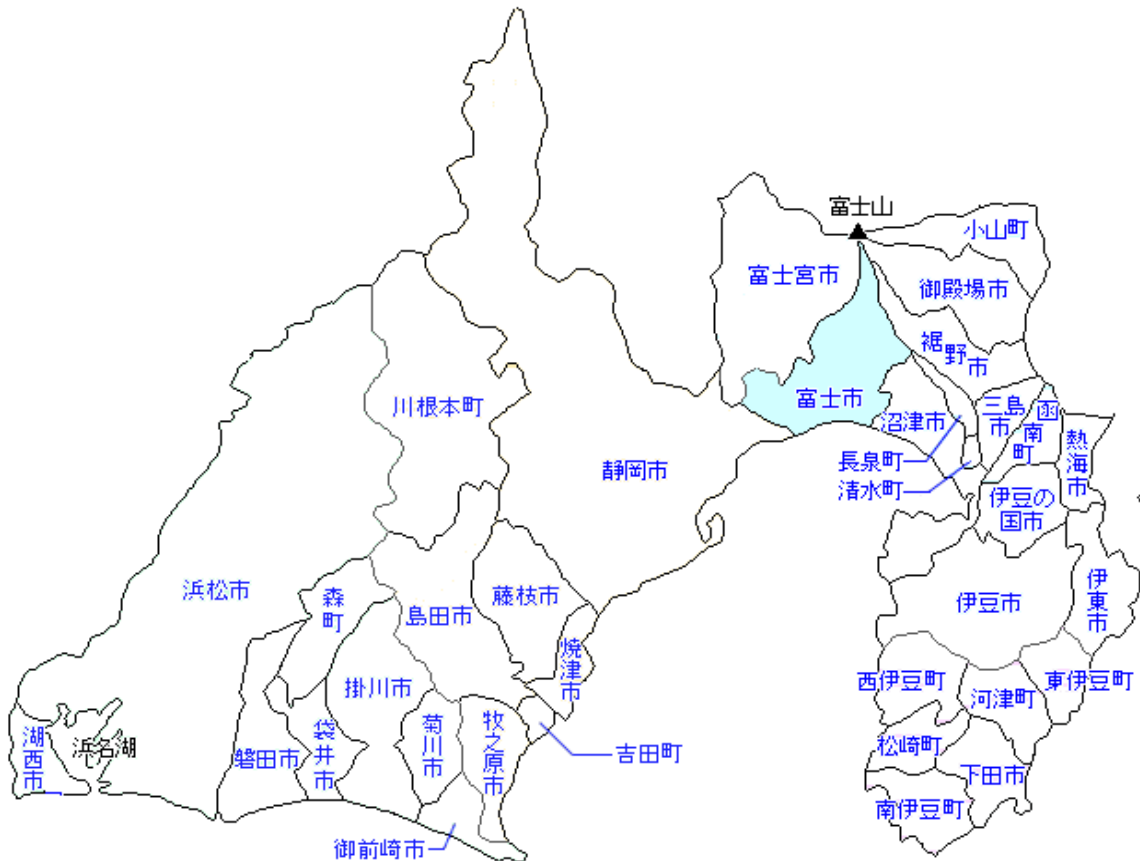 富士山
小山町
富士宮市
御殿場市
裾野市
川根本町
富士市
沼津市
三島市
函南町
熱海市
静岡市
長泉町
清水町
伊豆の
国市
浜松市
森町
島田市
藤枝市
伊豆市
伊東市
焼津市
掛川市
西伊豆町
河津町
東伊豆町
湖西市
浜名湖
磐田市
袋井市
菊川市
牧之原市
吉田町
松崎町
下田市
南伊豆町
御前崎市